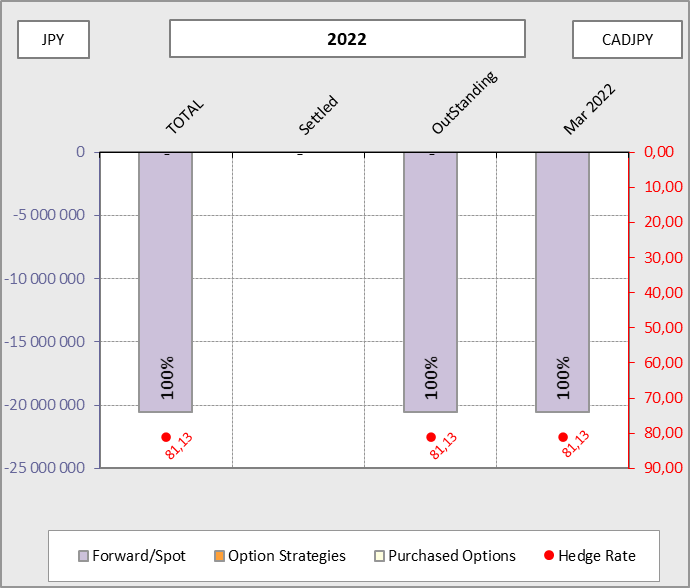 JPY
2022
CADJPY
TOTAL
Settled
OutStanding
Mar 2022
0
-5 000 000
-10 000 000
-15 000 000
-20 000 000
-25 000 000
-
-
-
100%
100%
100%
81,13
81,13
81,13
0,00
10,00
20,00
30,00
40,00
50,00
60,00
70,00
80,00
90,00
Forward/Spot
Option Strategies
Purchased Options
Hedge Rate